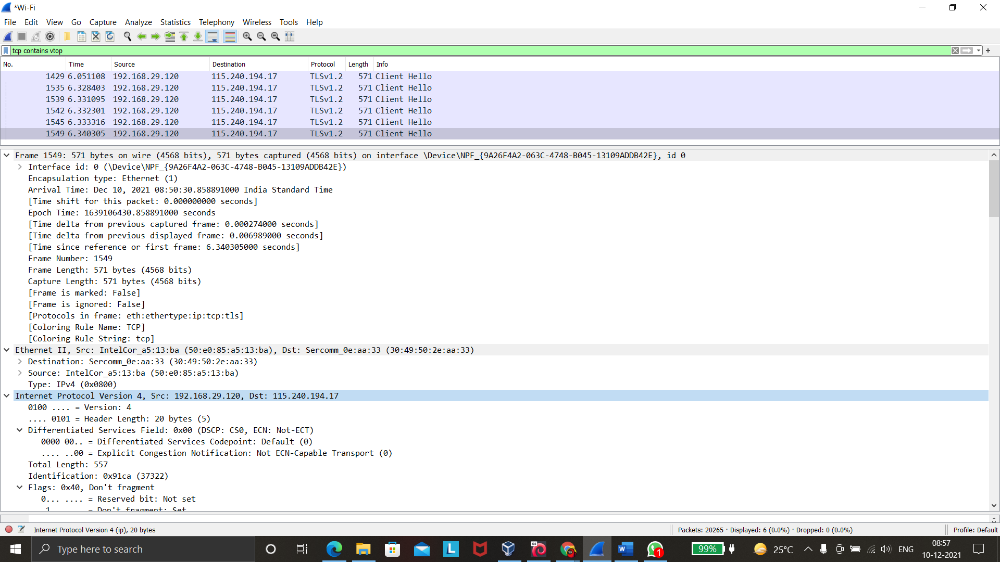 *Wi-Fi
File Edit View Go Capture Analyze Statistics Telephony Wireless Tools Help
tcp contains vtop
No. Time Source Destination Protocol Length Info
1429 6.051108 192.168.29.120 115.240.194.17 TLSv1.2 571 Client Hello
1535 6.328403 192.168.29.120 115.240.194.17 TLSv1.2 571 Client Hello
1539 6.331095 192.168.29.120 115.240.194.17 TLSv1.2 571 Client Hello
1542 6.332301 192.168.29.120 115.240.194.17 TLSv1.2 571 Client Hello
1545 6.333316 192.168.29.120 115.240.194.17 TLSv1.2 571 Client Hello
1549 6.340305 192.168.29.120 115.240.194.17 TLSv1.2 571 Client Hello
Frame 1549: 571 bytes on wire (4568 bits), 571 bytes captured (4568 bits) on interface \Device\NPF_{9A26F4A2-063C-4748-B045-13109ADDB42E}, id 0
Interface id: 0 (\Device\NPF_{9A26F4A2-063C-4748-B045-13109ADDB42E})
Encapsulation type: Ethernet (1)
Arrival Time: Dec 10, 2021 08:50:30.858891000 India Standard Time
[Time shift for this packet: 0.000000000 seconds]
Epoch Time: 1639106430.858891000 seconds
[Time delta from previous captured frame: 0.000274000 seconds]
[Time delta from previous displayed frame: 0.006989000 seconds]
[Time since reference or first frame: 6.340305000 seconds]
Frame Number: 1549
Frame Length: 571 bytes (4568 bits)
Capture Length: 571 bytes (4568 bits)
[Frame is marked: False]
[Frame is ignored: False]
[Protocols in frame: eth:ethertype:ip:tcp:tls]
[Coloring Rule Name: TCP]
[Coloring Rule String: tcp]
Ethernet II, Src: IntelCor_a5:13:ba (50:e0:85:a5:13:ba), Dst: Sercomm_0e:aa:33 (30:49:50:2e:aa:33)
Destination: Sercomm_0e:aa:33 (30:49:50:2e:aa:33)
Source: IntelCor_a5:13:ba (50:e0:85:a5:13:ba)
Type: IPv4 (0x0800)
Internet Protocol Version 4, Src: 192.168.29.120, Dst: 115.240.194.17
0100 .... = Version: 4
.... 0101 = Header Length: 20 bytes (5)
Differentiated Services Field: 0x00 (DSCP: CS0, ECN: Not-ECT)
0000 00.. = Differentiated Services Codepoint: Default (0)
.... ..00 = Explicit Congestion Notification: Not ECN-Capable Transport (0)
Total Length: 557
Identification: 0x91ca (37322)
Flags: 0x40, Don't fragment
0... .... = Reserved bit: Not set
.1.. .... = Don't fragment: Set
Internet Protocol Version 4 (ip), 20 bytes
Packets: 20265 · Displayed: 6 (0.0%) · Dropped: 0 (0.0%)
Profile: Default
Type here to search
L
64
W
1
99%
25°C
ENG
08:57
10-12-2021